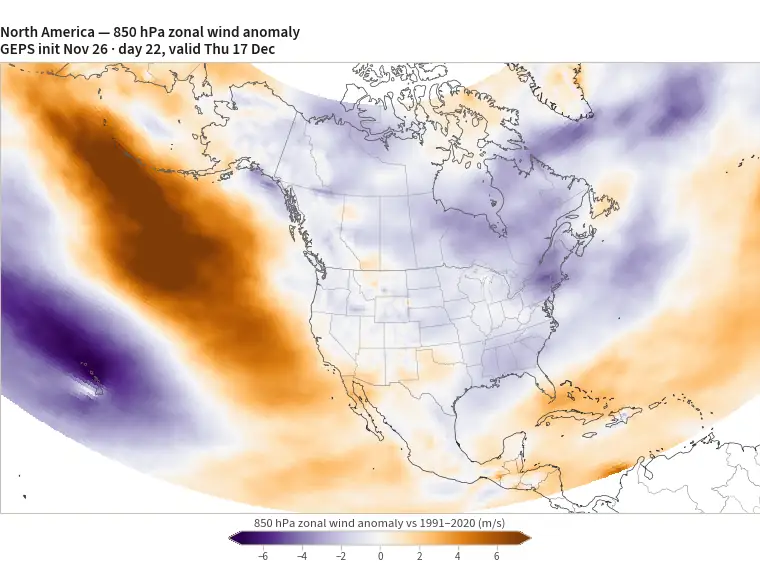 North America — 850 hPa zonal wind anomaly
GEPS init Nov 26 · day 22, valid Thu 17 Dec
850 hPa zonal wind anomaly vs 1991–2020 (m/s)
−6 −4 −2 0 2 4 6